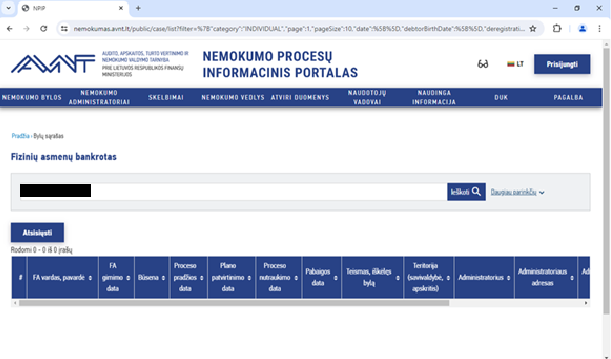 NPIP
nemokumas.avnt.lt/public/case/list?filter=%7B"category":"INIDIVIDUAL","page":1,"pageSize":10,"date":%5B%5D,"debtorBirthDate":%5B%5D,"deregistrati...
AVNT
AUDITO, APSKAITOS, TURTO VERTINIMO IR
NEMOKUMO VALDYMO TARNYBA
PRIE LIETUVOS RESPUBLIKOS FINANSŲ
MINISTERIJOS
NEMOKUMO PROCESŲ
INFORMACINIS PORTALAS
LT
Prisijungti
NEMOKUMO BYLOS
NEMOKUMO
ADMINISTRATORIAI
SKELBIMAI
NEMOKUMO VEDLYS
ATVIRI DUOMENYS
NAUDOTOJŲ
VADOVAI
NAUDINGA
INFORMACIJA
DUK
PAGALBA
Pradžia › Bylų sąrašas
Fizinių asmenų bankrotas
Ieškoti
Daugiau parinkčių
Atsisiųsti
Rodomi 0 - 0 iš 0 įrašų
#
FA vardas, pavardė
FA
gimimo
data
Būsena
Proceso
pradžios
data
Plano
patvirtinimo
data
Proceso
nutraukimo
data
Pabaigos
data
Teismas, iškėlęs
bylą
Teritorija
(savivaldybė,
apskritis)
Administratorius
Administratoriaus
adresas
Ad